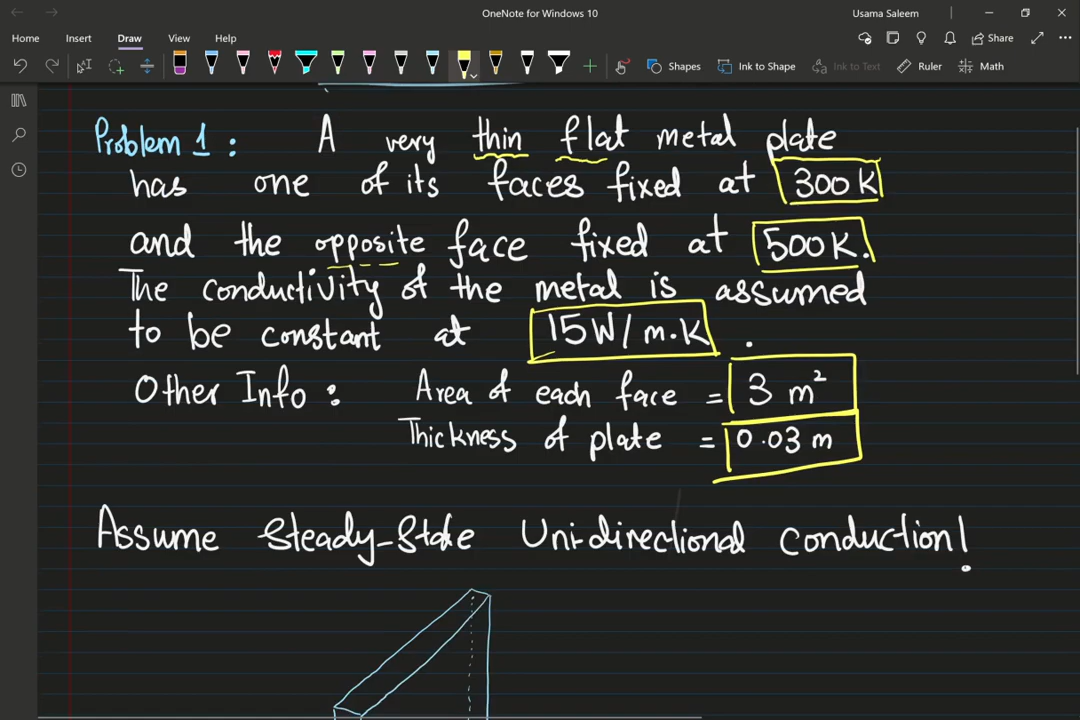 OneNote for Windows 10
Usama Saleem
Home Insert Draw View Help
Share
Shapes Ink to Shape Ink to Text Ruler Math
Problem 1 : A very thin flat metal plate
has one of its faces fixed at 300 K
and the opposite face fixed at 500 K.
The conductivity of the metal is assumed
to be constant at 15 W/m.K .
Other Info : Area of each face = 3 m²
Thickness of plate = 0.03 m
Assume Steady-State Unidirectional conduction!